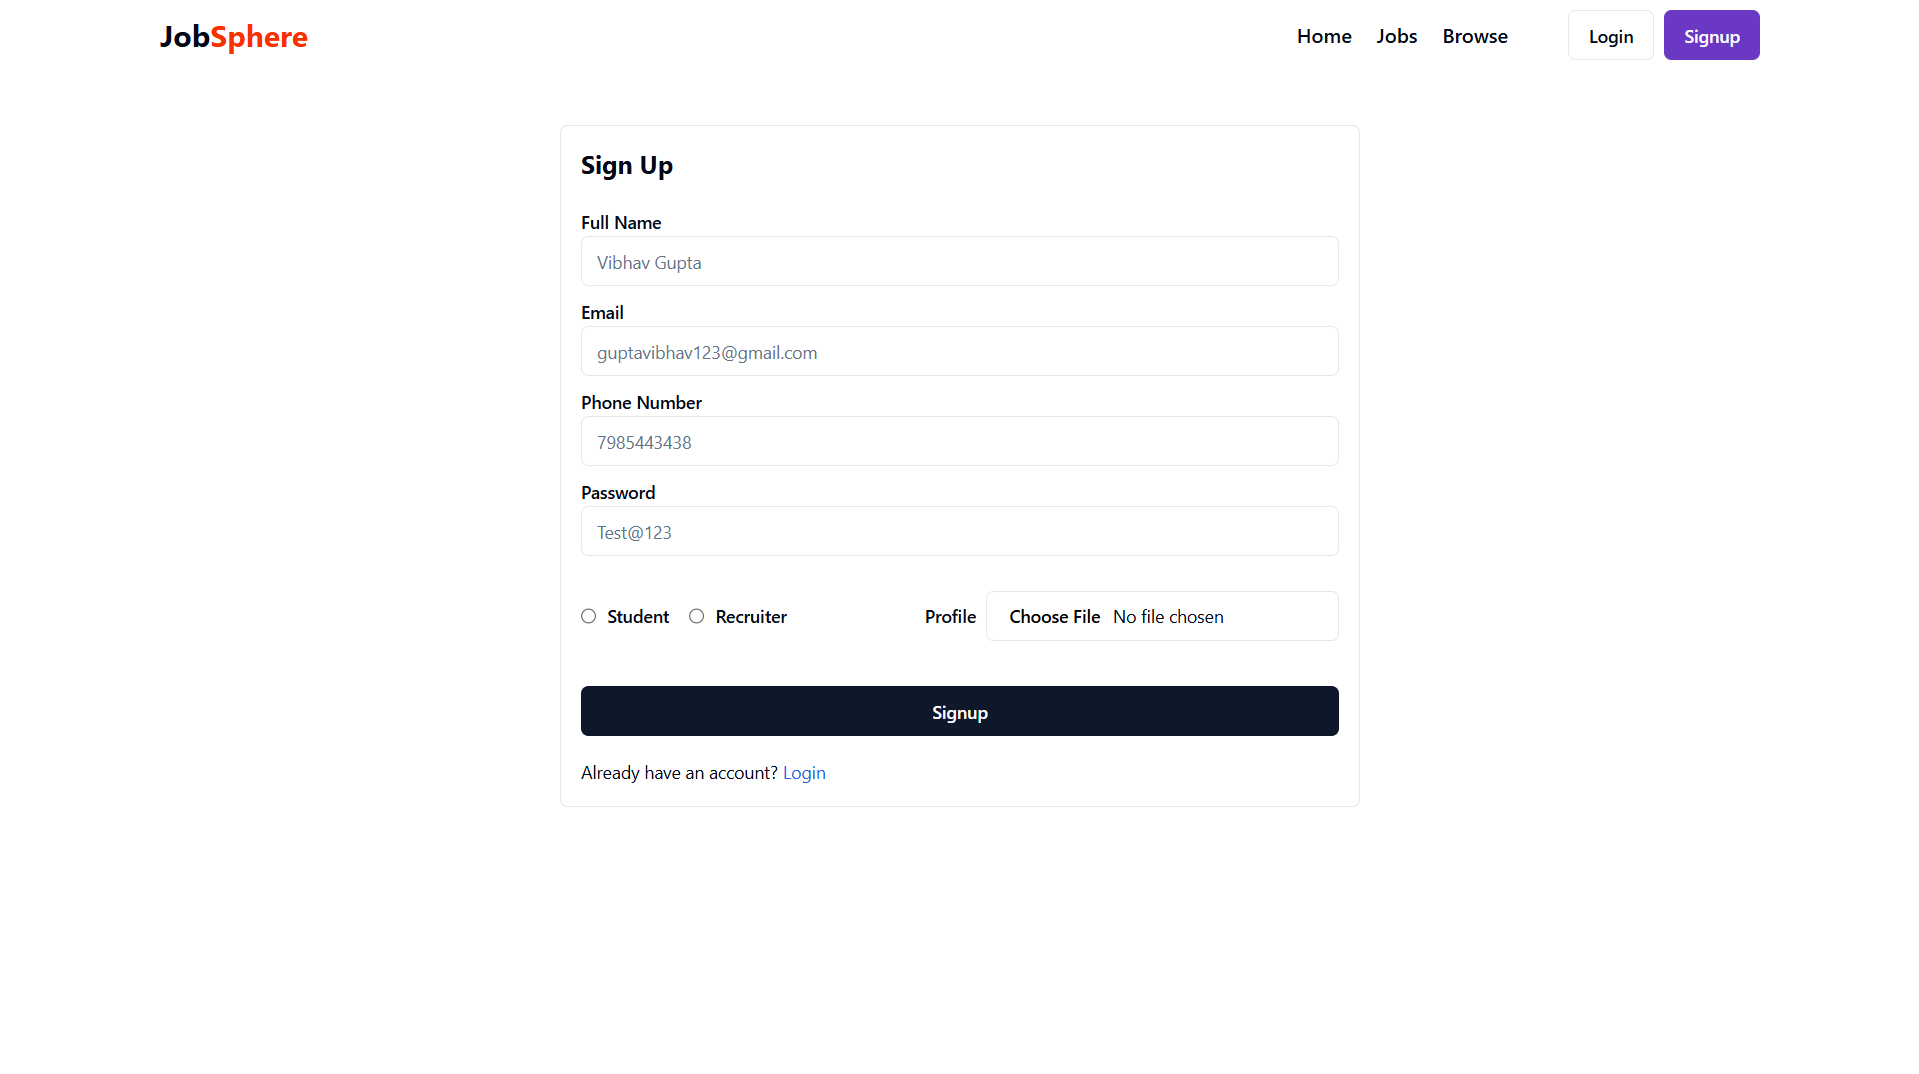 JobSphere Home Jobs Browse Login Signup
Sign Up
Full Name
Vibhav Gupta
Email
guptavibhav123@gmail.com
Phone Number
7985443438
Password
Test@123
Student Recruiter Profile Choose File No file chosen
Signup
Already have an account? Login